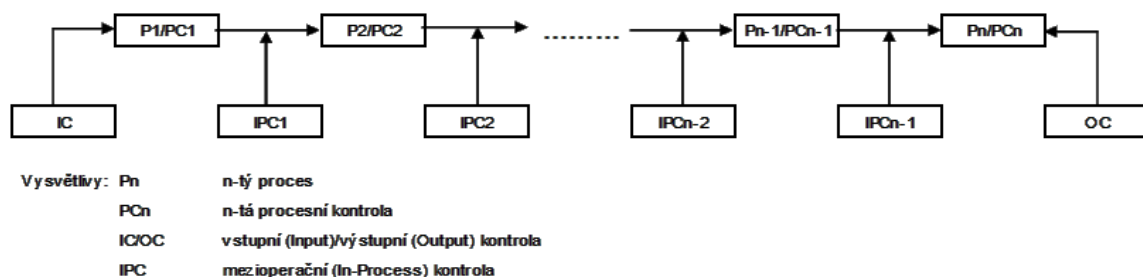 P1/PC1 P2/PC2 ......... Pn-1/PCn-1 Pn/PCn
IC IPC1 IPC2 IPCn-2 IPCn-1 OC
Vysvětlivy: Pn n-tý proces
PCn n-tá procesní kontrola
IC/OC vstupní (Input)/výstupní (Output) kontrola
IPC mezioperační (In-Process) kontrola